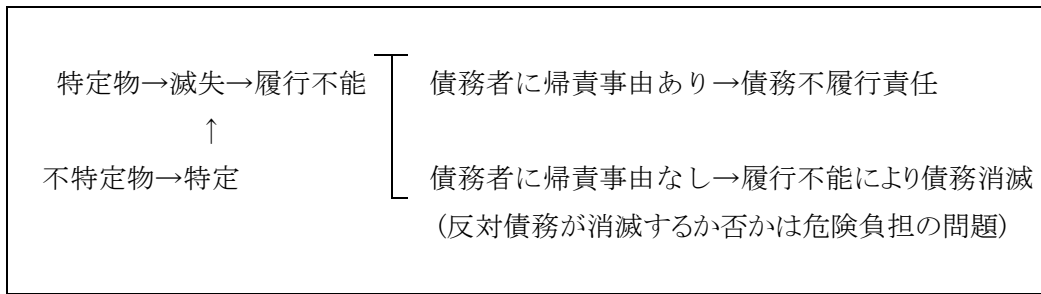 特定物→滅失→履行不能 債務者に帰責事由あり→債務不履行責任
↑
不特定物→特定 債務者に帰責事由なし→履行不能により債務消滅
(反対債務が消滅するか否かは危険負担の問題)